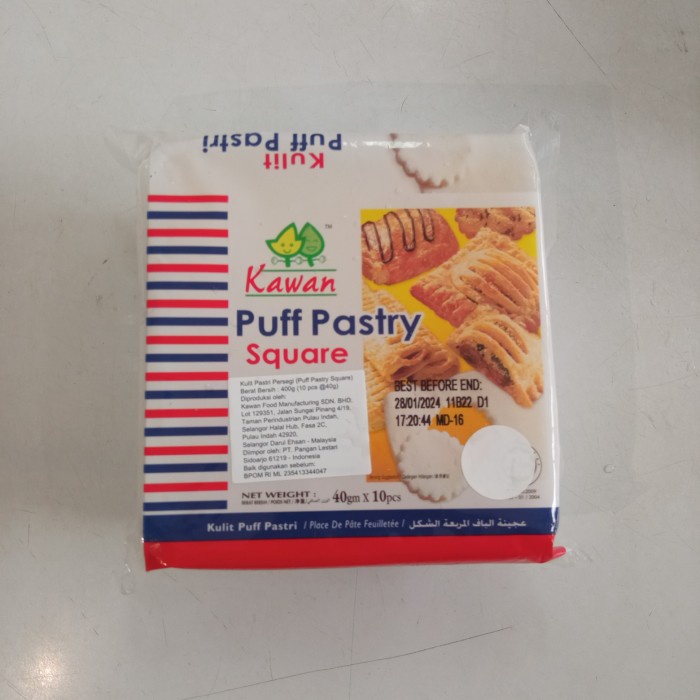 Kulit
Puff Pastri
TM
Kawan
Puff Pastry
Square
Kulit Pastri Persegi (Puff Pastry Square)
Berat Bersih : 400g (10 pcs @40g)
Diproduksi oleh:
Kawan Food Manufacturing SDN. BHD.
Lot 129351, Jalan Sungai Pinang 4/19,
Taman Perindustrian Pulau Indah,
Selangor Halal Hub, Fasa 2C,
Pulau Indah 42920,
Selangor Darul Ehsan - Malaysia
Diimpor oleh: PT. Pangan Lestari
Sidoarjo 61219 - Indonesia
Baik digunakan sebelum:
BPOM RI ML 235413344047
BEST BEFORE END:
28/01/2024 11B22 D1
17:20:44 MD-16
NET WEIGHT :
40gm X 10pcs
Kulit Puff Pastri / Place De Pâte Feuilletée / عجينة الباف المربعة الشكل